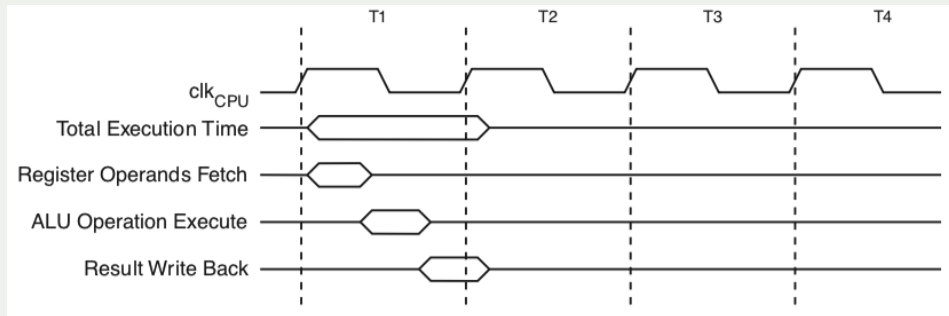 T1 T2 T3 T4
clkCPU
Total Execution Time
Register Operands Fetch
ALU Operation Execute
Result Write Back